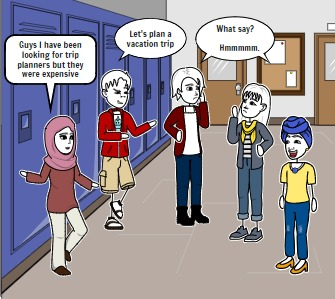 Guys I have been
looking for trip
planners but they
were expensive
Let's plan a
vacation trip
What say?
Hmmmmm.